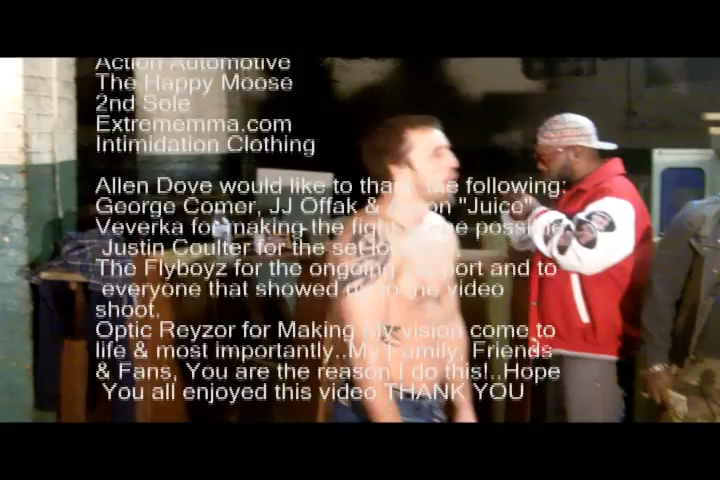 Action Automotive
The Happy Moose
2nd Sole
Extrememma.com
Intimidation Clothing
Allen Dove would like to thank the following:
George Comer, JJ Offak & "Juice"
Veverka for making the fight scene possible
Justin Coulter for the set
The Flyboyz for the ongoing support and to
everyone that showed up to the video
shoot.
Optic Reyzor for Making My vision come to
life & most importantly..My Family, Friends
& Fans, You are the reason I do this!..Hope
You all enjoyed this video THANK YOU